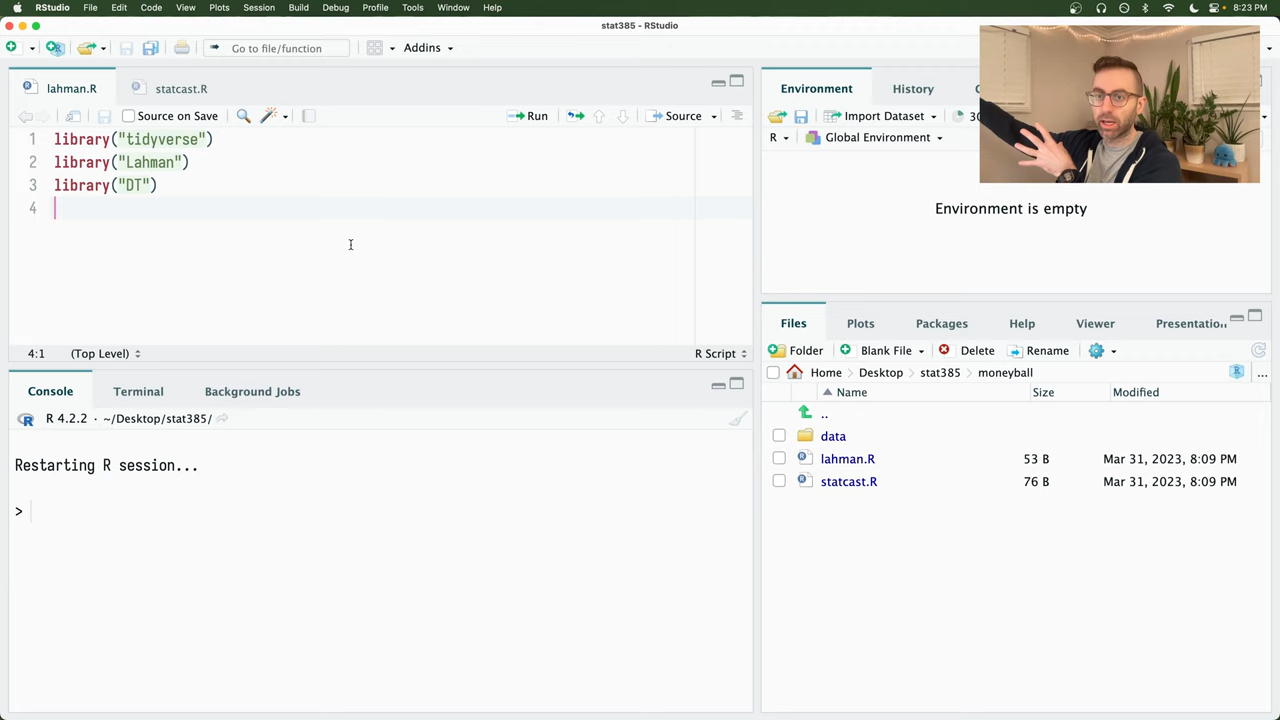 RStudio File Edit Code View Plots Session Build Debug Profile Tools Window Help 8:23 PM
stat385 - RStudio
Go to file/function Addins
lahman.R statcast.R
Source on Save Run Source
1 library("tidyverse")
2 library("Lahman")
3 library("DT")
4
4:1 (Top Level) R Script
Console Terminal Background Jobs
R 4.2.2 · ~/Desktop/stat385/
Restarting R session...
>
Environment History
Import Dataset
R Global Environment
Environment is empty
Files Plots Packages Help Viewer
Folder Blank File Delete Rename
Home Desktop stat385 moneyball ...
Name Size Modified
..
data
lahman.R 53 B Mar 31, 2023, 8:09 PM
statcast.R 76 B Mar 31, 2023, 8:09 PM